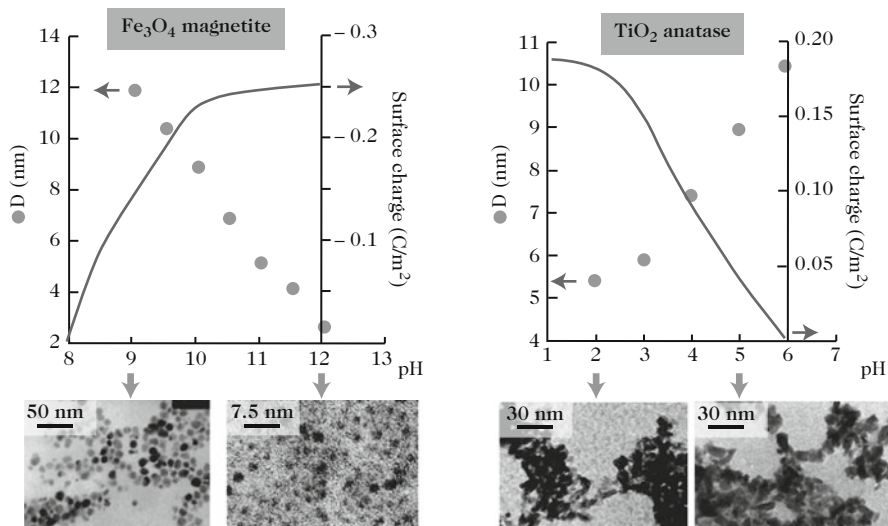 Fe₃O₄ magnetite
14
12
10
8
6
4
2
D (nm)
8 9 10 11 12 13
pH
– 0.3
– 0.2
– 0.1
Surface charge (C/m²)
50 nm
7.5 nm
TiO₂ anatase
11
10
9
8
7
6
5
4
D (nm)
1 2 3 4 5 6 7
pH
0.20
0.15
0.10
0.05
Surface charge (C/m²)
30 nm
30 nm